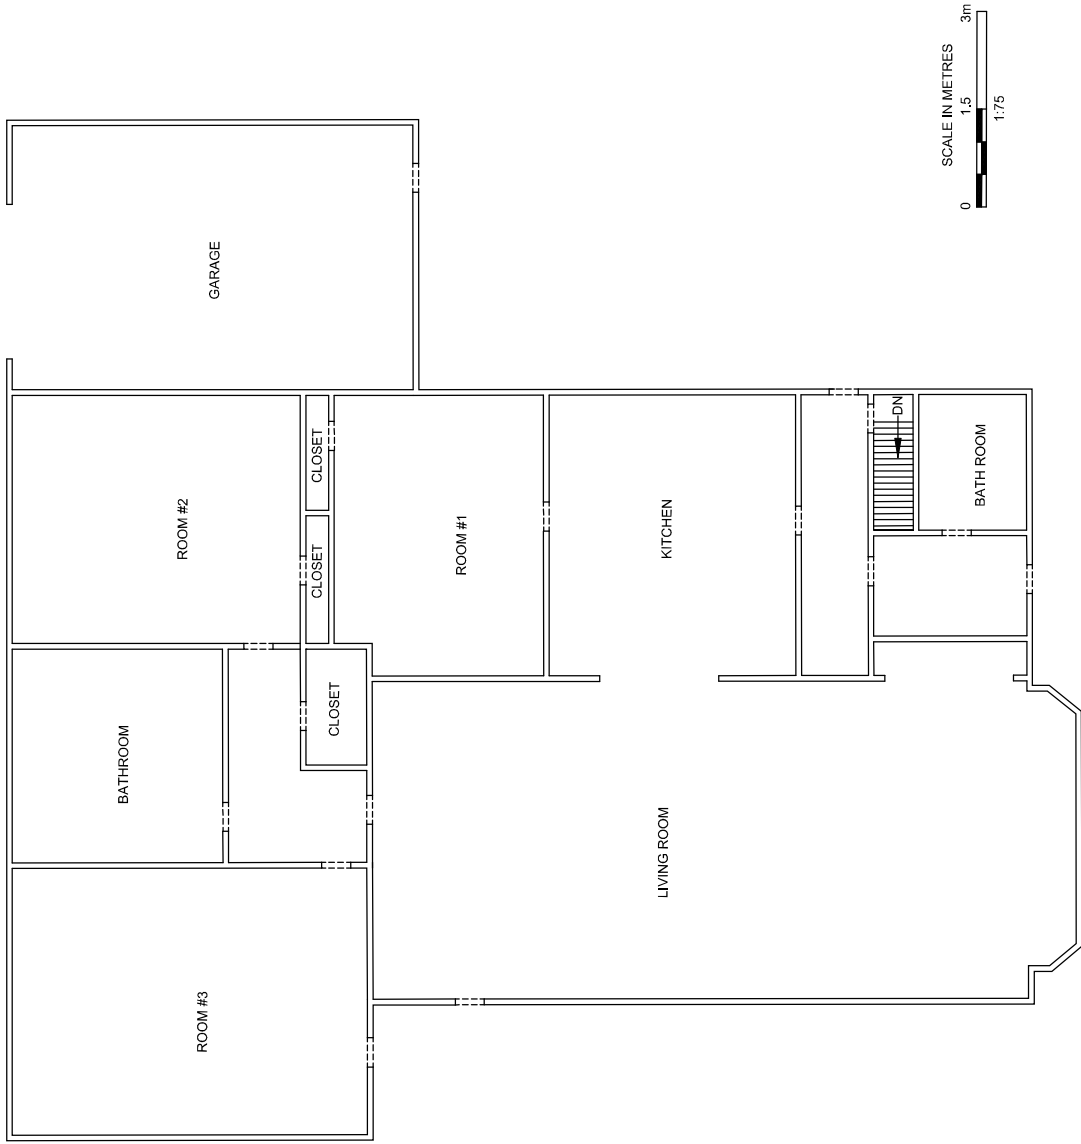 GARAGE
ROOM #2
CLOSET
CLOSET
ROOM #1
KITCHEN
DN
BATH ROOM
CLOSET
BATHROOM
LIVING ROOM
ROOM #3
SCALE IN METRES
0 1.5 3m
1:75